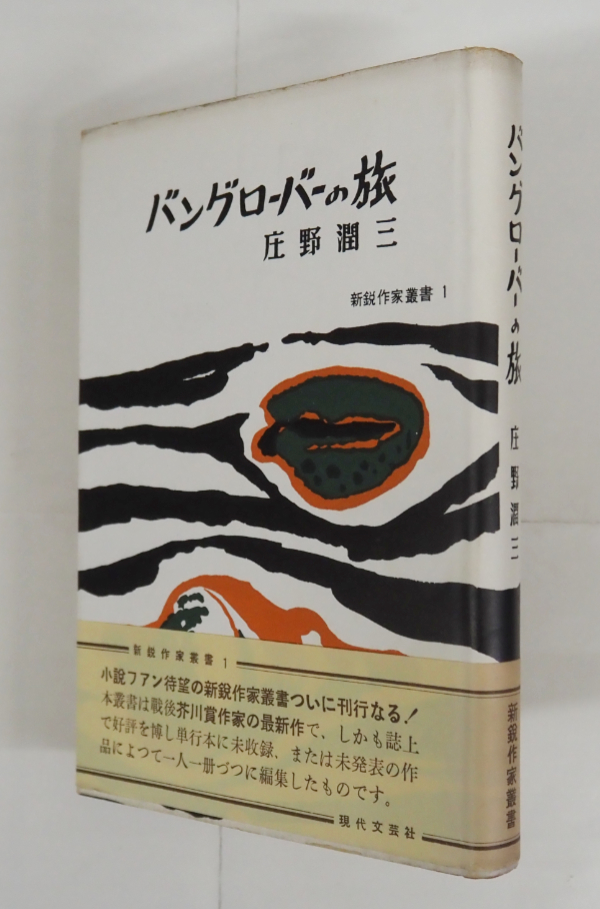 バングローバーの旅
庄野潤三
新鋭作家叢書 1
新鋭作家叢書 1
小説フアン待望の新鋭作家叢書ついに刊行なる!
本叢書は戦後芥川賞作家の最新作で、しかも誌上
で好評を博し単行本に未収録、または未発表の作
品によつて一人一册づつに編集したものです。
現代文芸社
バングローバーの旅
庄野潤三
新鋭作家叢書